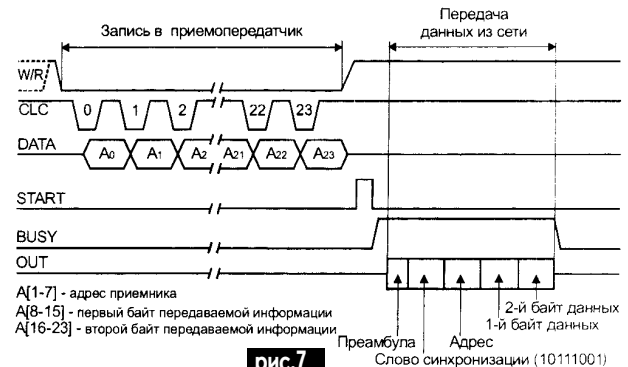 Запись в приемопередатчик
Передача
данных из сети
W/R
CLC
0 1 2 22 23
DATA
A0 A1 A2 A21 A22 A23
START
BUSY
OUT
A[1-7] - адрес приемника
A[8-15] - первый байт передаваемой информации
A[16-23] - второй байт передаваемой информации
2-й байт данных
1-й байт данных
Преамбула
Адрес
Слово синхронизации (10111001)
рис.7